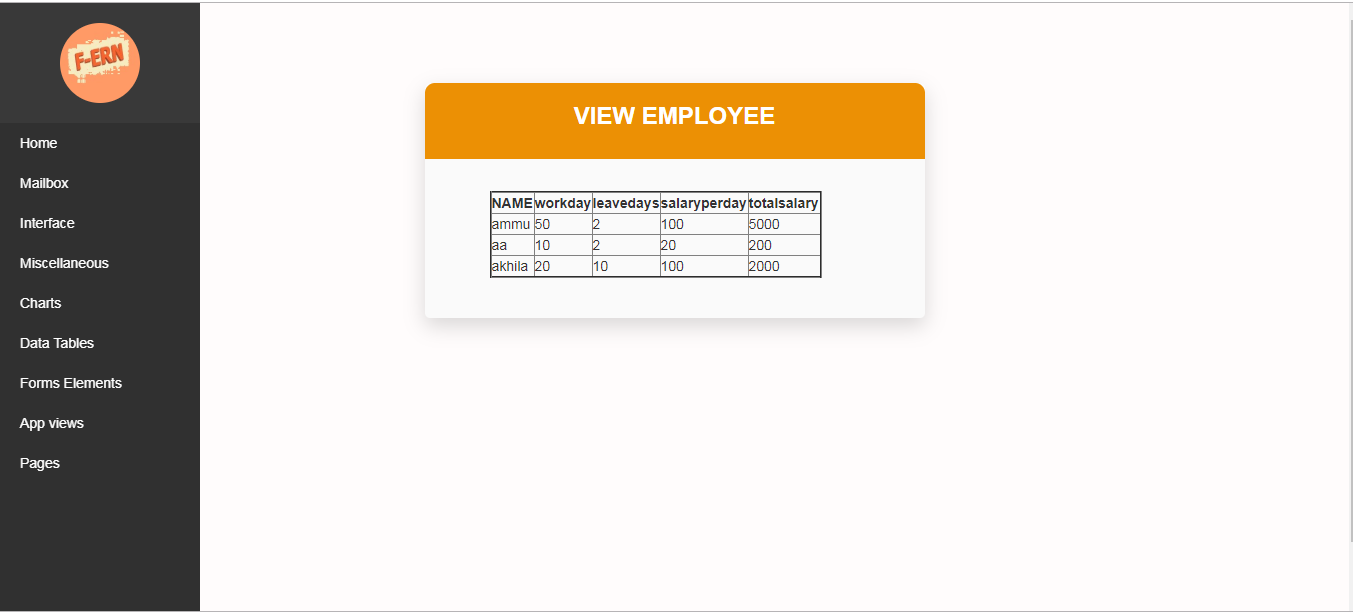 F-ERN
Home
Mailbox
Interface
Miscellaneous
Charts
Data Tables
Forms Elements
App views
Pages
VIEW EMPLOYEE
NAME workday leavedays salaryperday totalsalary
ammu 50 2 100 5000
aa 10 2 20 200
akhila 20 10 100 2000